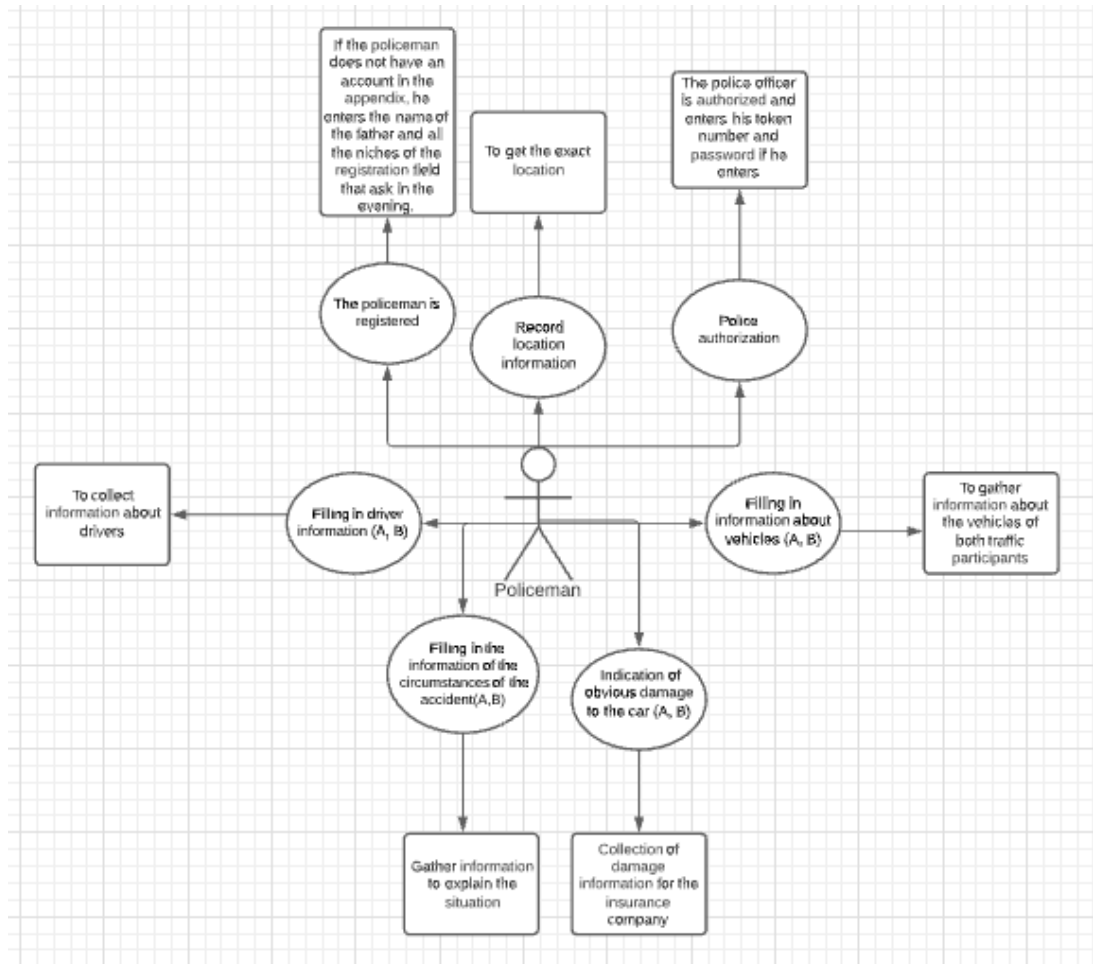 If the policeman
does not have an
account in the
appendix, he
enters the name of
the father and all
the niches of the
registration field
that ask in the
evening.
To get the exact
location
The police officer
is authorized and
enters his token
number and
password if he
enters
The policeman is
registered
Record
location
information
Police
authorization
To collect
information about
drivers
Filling in driver
information (A, B)
Policeman
Filling in
information about
vehicles (A, B)
To gather
information about
the vehicles of
both traffic
participants
Filling in the
information of the
circumstances of the
accident(A,B)
Indication of
obvious damage
to the car (A, B)
Gather information
to explain the
situation
Collection of
damage
information for the
insurance
company